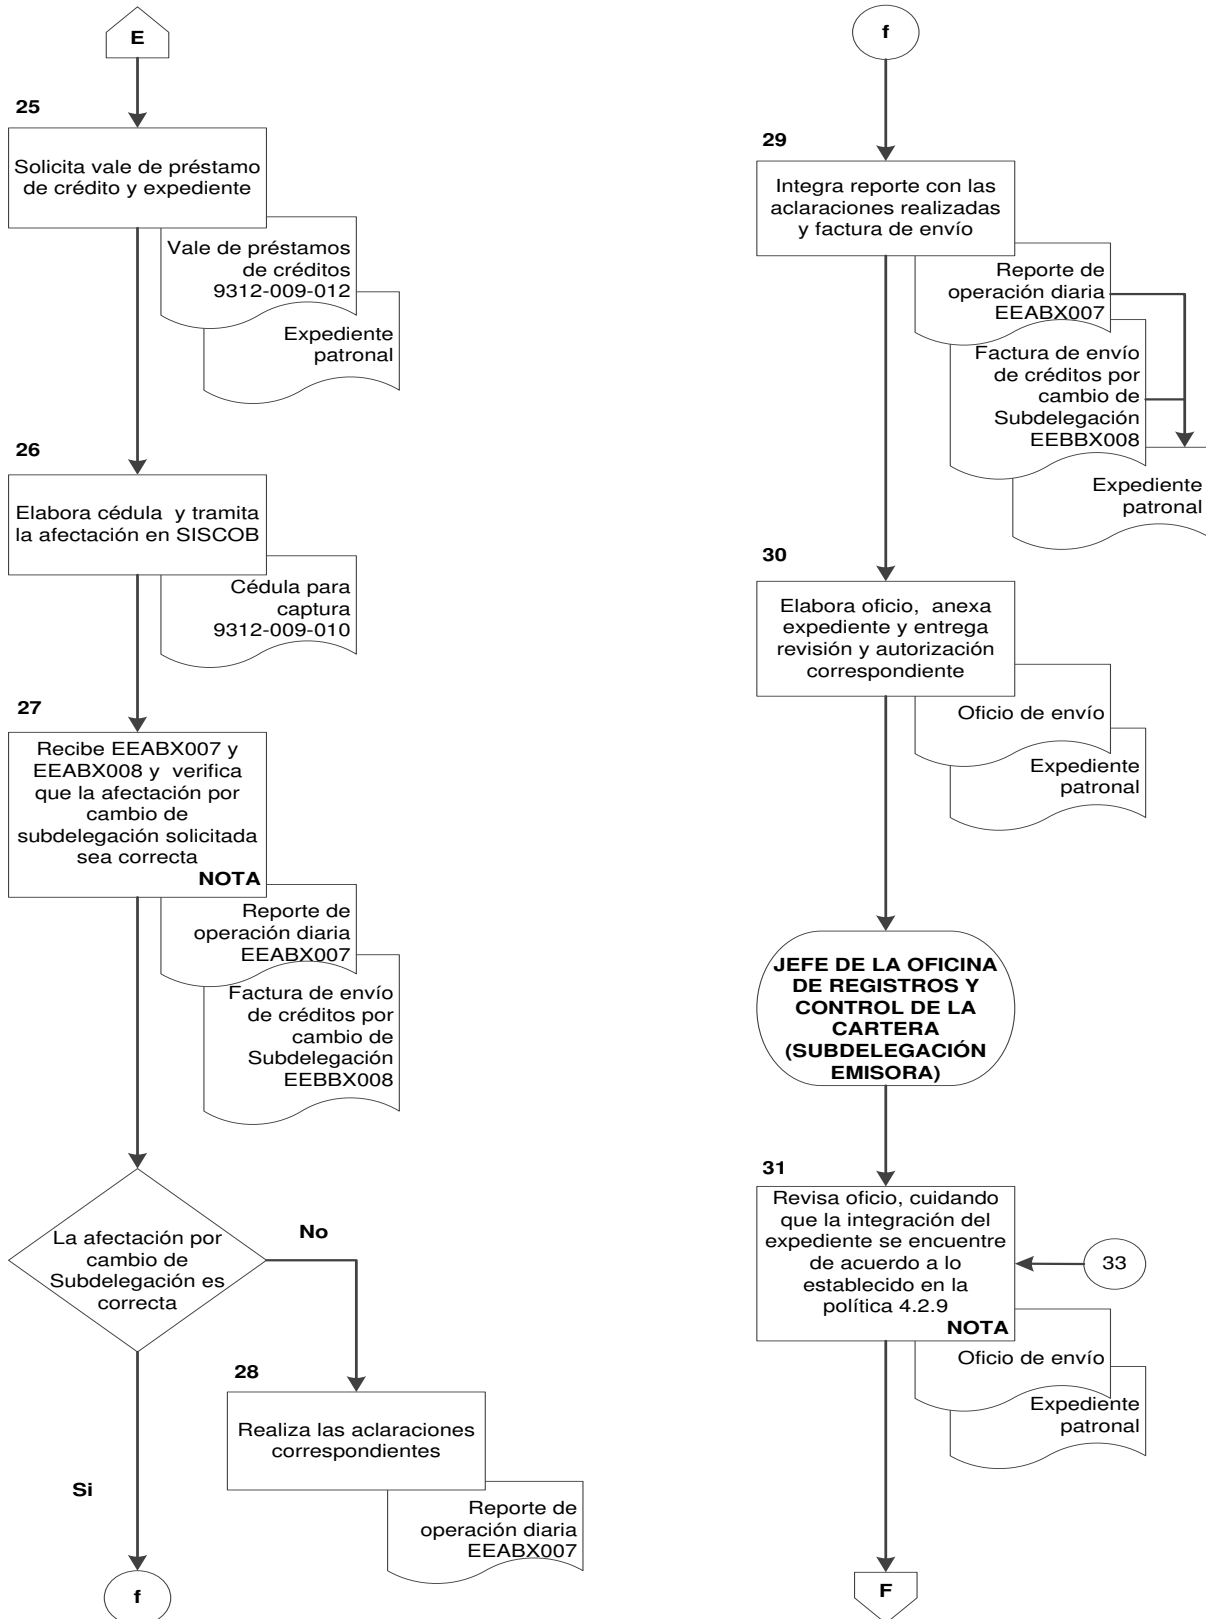 E
25
Solicita vale de préstamo
de crédito y expediente
Vale de préstamos
de créditos
9312-009-012
Expediente
patronal
26
Elabora cédula y tramita
la afectación en SISCOB
Cédula para
captura
9312-009-010
27
Recibe EEABX007 y
EEABX008 y verifica
que la afectación por
cambio de
subdelegación solicitada
sea correcta
NOTA
Reporte de
operación diaria
EEABX007
Factura de envío
de créditos por
cambio de
Subdelegación
EEBBX008
La afectación por
cambio de
Subdelegación es
correcta
No
28
Realiza las aclaraciones
correspondientes
Reporte de
operación diaria
EEABX007
Si
f
f
29
Integra reporte con las
aclaraciones realizadas
y factura de envío
Reporte de
operación diaria
EEABX007
Factura de envío
de créditos por
cambio de
Subdelegación
EEBBX008
Expediente
patronal
30
Elabora oficio, anexa
expediente y entrega
revisión y autorización
correspondiente
Oficio de envío
Expediente
patronal
JEFE DE LA OFICINA
DE REGISTROS Y
CONTROL DE LA
CARTERA
(SUBDELEGACIÓN
EMISORA)
31
Revisa oficio, cuidando
que la integración del
expediente se encuentre
de acuerdo a lo
establecido en la
política 4.2.9
NOTA
33
Oficio de envío
Expediente
patronal
F